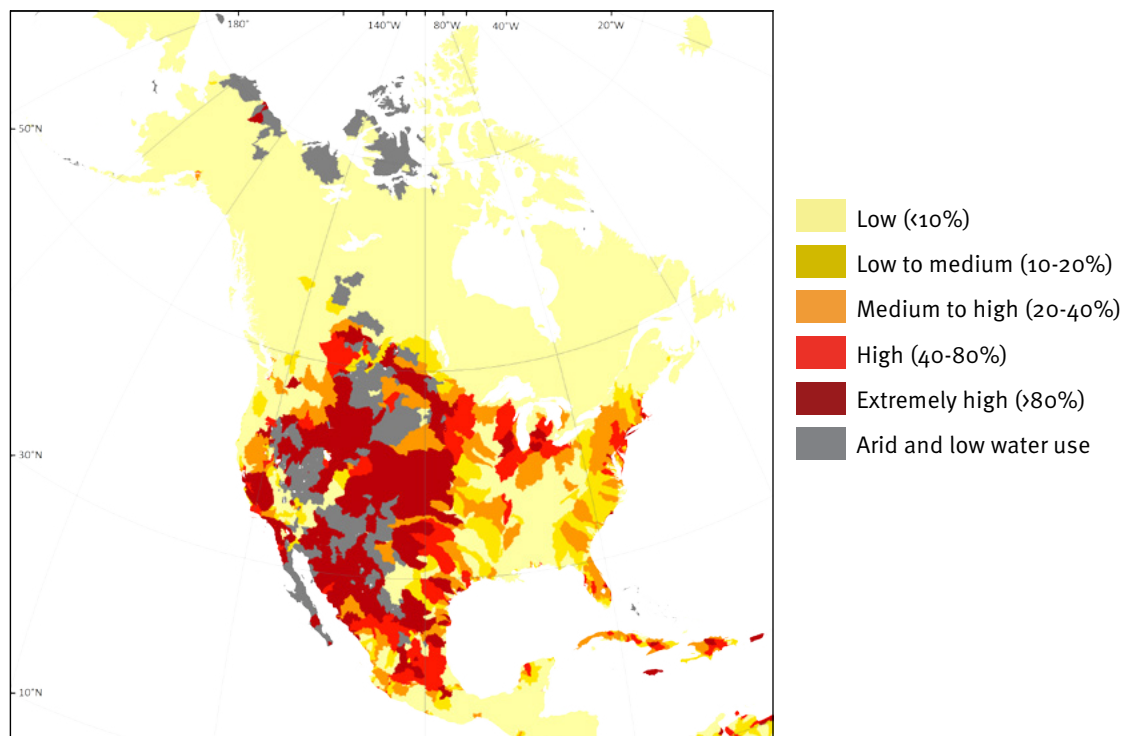 180°
140°W
80°W
40°W
20°W
50°N
30°N
10°N
Low (<10%)
Low to medium (10-20%)
Medium to high (20-40%)
High (40-80%)
Extremely high (>80%)
Arid and low water use